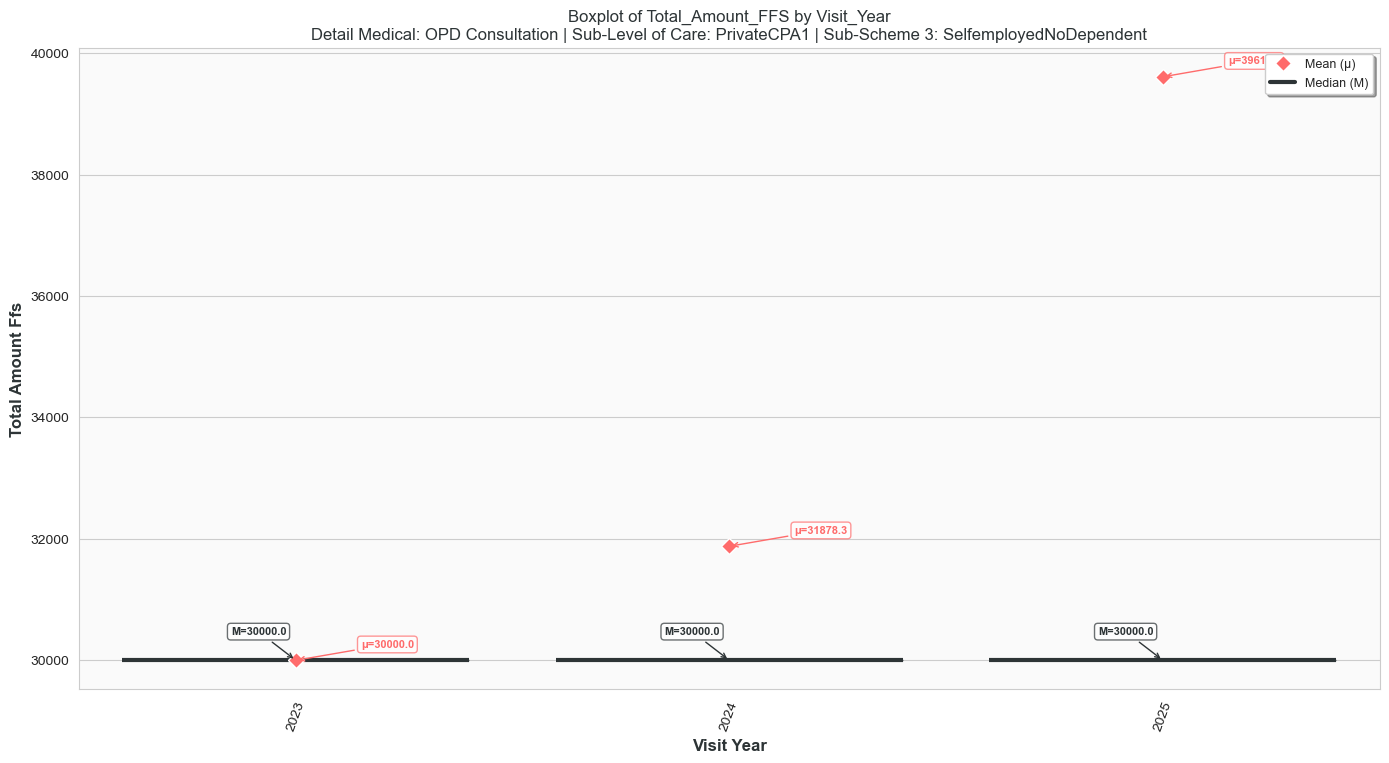 Boxplot of Total_Amount_FFS by Visit_Year
Detail Medical: OPD Consultation | Sub-Level of Care: PrivateCPA1 | Sub-Scheme 3: SelfemployedNoDependent
Total Amount Ffs
40000
38000
36000
34000
32000
30000
Mean (μ)
Median (M)
μ=31878.3
M=30000.0
μ=30000.0
M=30000.0
M=30000.0
2023
2024
2025
Visit Year